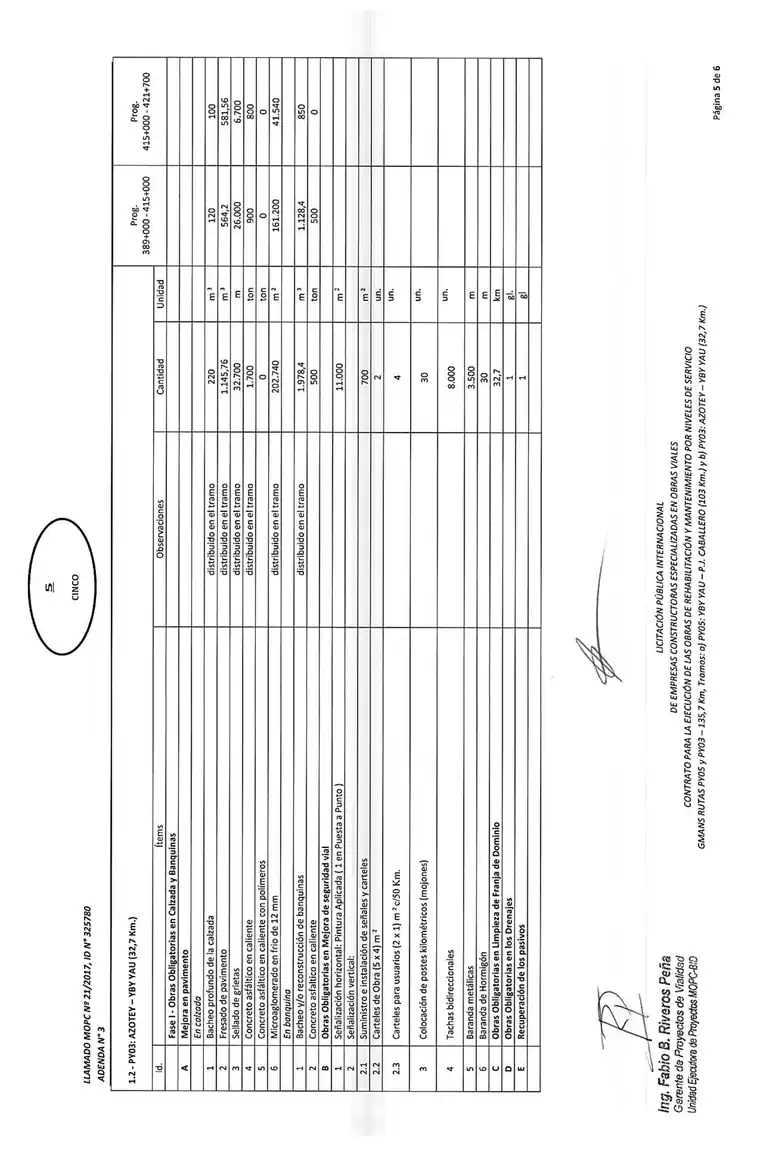 5
CINCO
LLAMADO MOPC Nº 21/2017, ID N° 325780
ADENDA N° 3
1.2 - PY03: AZOTEY – YBY YAU (32,7 Km.)
Id. Ítems Observaciones Cantidad Unidad Prog. 389+000 - 415+000 Prog. 415+000 - 421+700
Fase I - Obras Obligatorias en Calzada y Banquinas
A Mejora en pavimento
En calzada
1 Bacheo profundo de la calzada distribuido en el tramo 220 m³ 120 100
2 Fresado de pavimento distribuido en el tramo 1.145,76 m³ 564,2 581,56
3 Sellado de grietas distribuido en el tramo 32.700 m 26.000 6.700
4 Concreto asfáltico en caliente distribuido en el tramo 1.700 ton 900 800
5 Concreto asfáltico en caliente con polímeros 0 ton 0 0
6 Microaglomerado en frio de 12 mm distribuido en el tramo 202.740 m² 161.200 41.540
En banquina
1 Bacheo y/o reconstrucción de banquinas distribuido en el tramo 1.978,4 m³ 1.128,4 850
2 Concreto asfaltico en caliente 500 ton 500 0
B Obras Obligatorias en Mejora de seguridad vial
1 Señalización horizontal: Pintura Aplicada ( 1 en Puesta a Punto ) 11.000 m²
2 Señalización vertical:
2.1 Suministro e instalación de señales y carteles 700 m²
2.2 Carteles de Obra (5 x 4) m² 2 un.
2.3 Carteles para usuarios (2 x 1) m² c/50 Km. 4 un.
3 Colocación de postes kilométricos (mojones) 30 un.
4 Tachas bidireccionales 8.000 un.
5 Baranda metálicas 3.500 m
6 Baranda de Hormigón 30 m
C Obras Obligatorias en Limpieza de Franja de Dominio 32,7 km
D Obras Obligatorias en los Drenajes 1 gl.
E Recuperación de los pasivos 1 gl
Ing. Fabio B. Riveros Peña
Gerente de Proyectos de Vialidad
Unidad Ejecutora de Proyectos MOPC-BID
LICITACIÓN PÚBLICA INTERNACIONAL
DE EMPRESAS CONSTRUCTORAS ESPECIALIZADAS EN OBRAS VIALES
CONTRATO PARA LA EJECUCIÓN DE LAS OBRAS DE REHABILITACIÓN Y MANTENIMIENTO POR NIVELES DE SERVICIO
GMANS RUTAS PY05 y PY03 – 135,7 Km, Tramos: a) PY05: YBY YAU – P.J. CABALLERO (103 Km.) y b) PY03: AZOTEY – YBY YAU (32,7 Km.)
Página 5 de 6